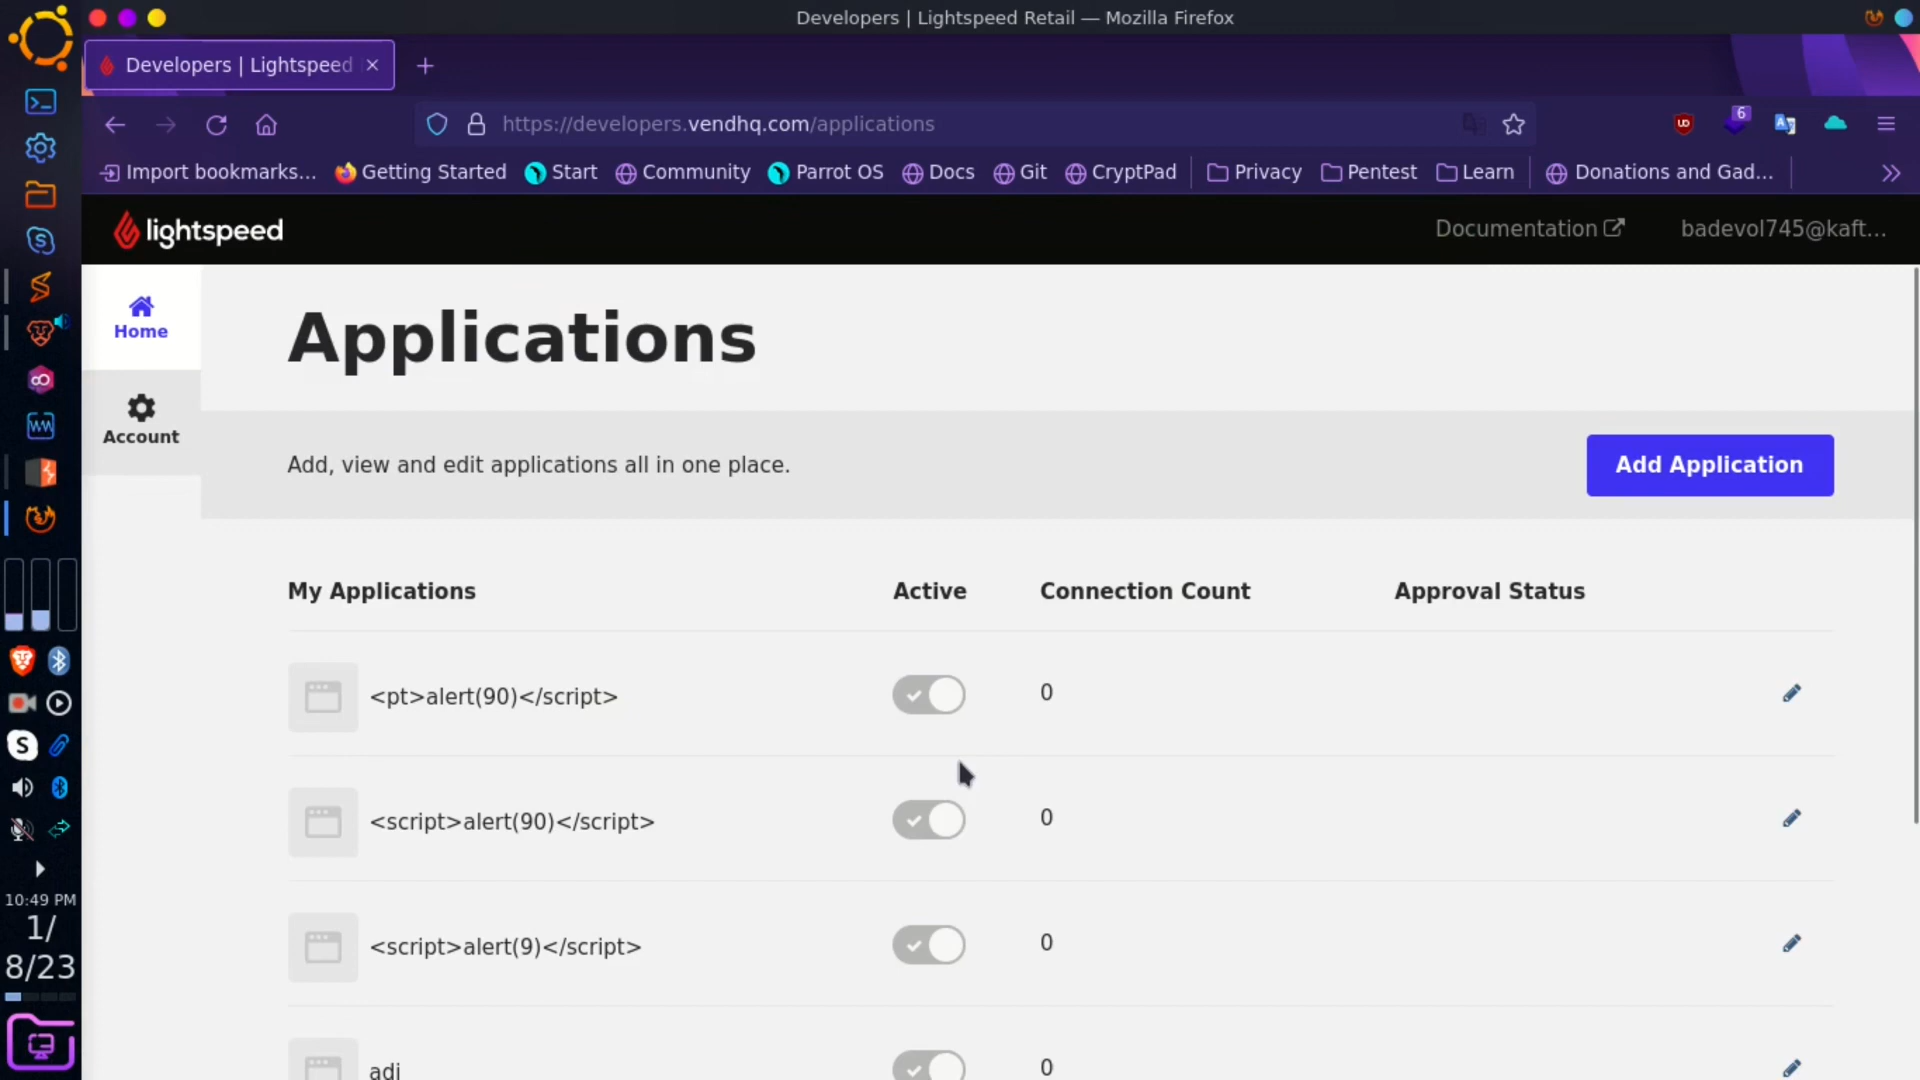 Developers | Lightspeed Retail — Mozilla Firefox
Developers | Lightspeed
https://developers.vendhq.com/applications
6
Import bookmarks... Getting Started Start Community Parrot OS Docs Git CryptPad Privacy Pentest Learn Donations and Gad...
lightspeed
Documentation badevol745@kaft...
Home
Account
Applications
Add, view and edit applications all in one place.
Add Application
My Applications Active Connection Count Approval Status
<pt>alert(90)</script> 0
<script>alert(90)</script> 0
<script>alert(9)</script> 0
adi 0
10:49 PM
1/
8/23